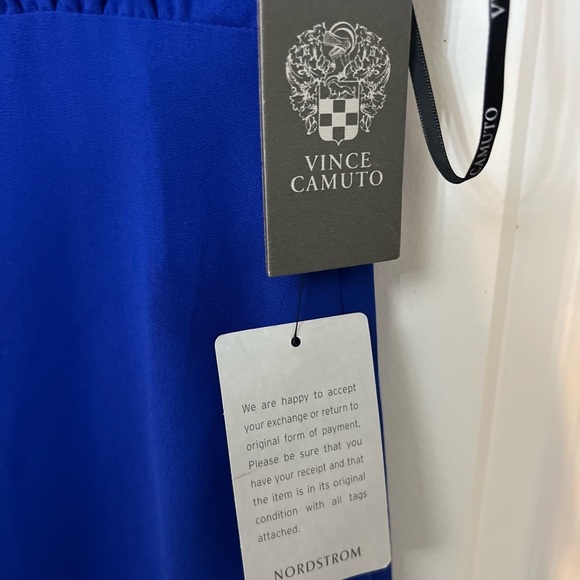 VINCE
CAMUTO
V
CAMUTO
We are happy to accept
your exchange or return to
original form of payment.
Please be sure that you
have your receipt and that
the item is in its original
condition with all tags
attached.
NORDSTROM